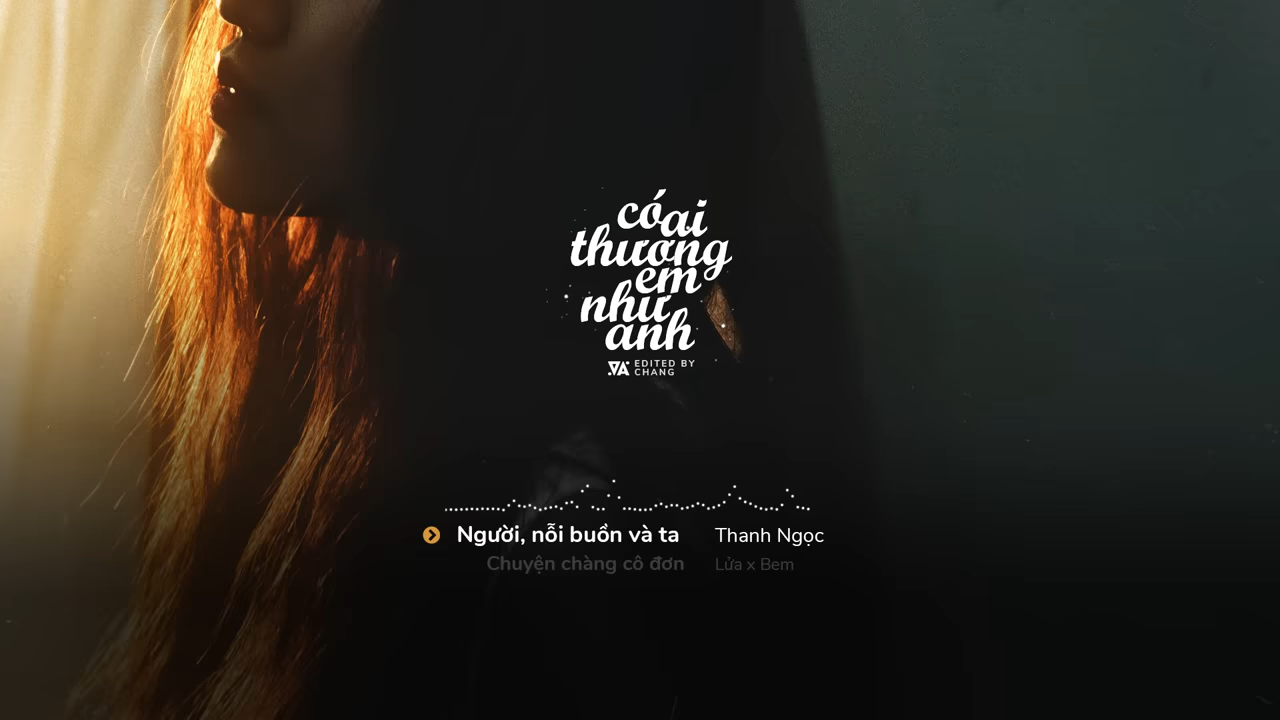 có ai
thương
em
như
anh
VA EDITED BY
CHANG
Người, nỗi buồn và ta Thanh Ngọc
Chuyện chàng cô đơn Lửa x Bem